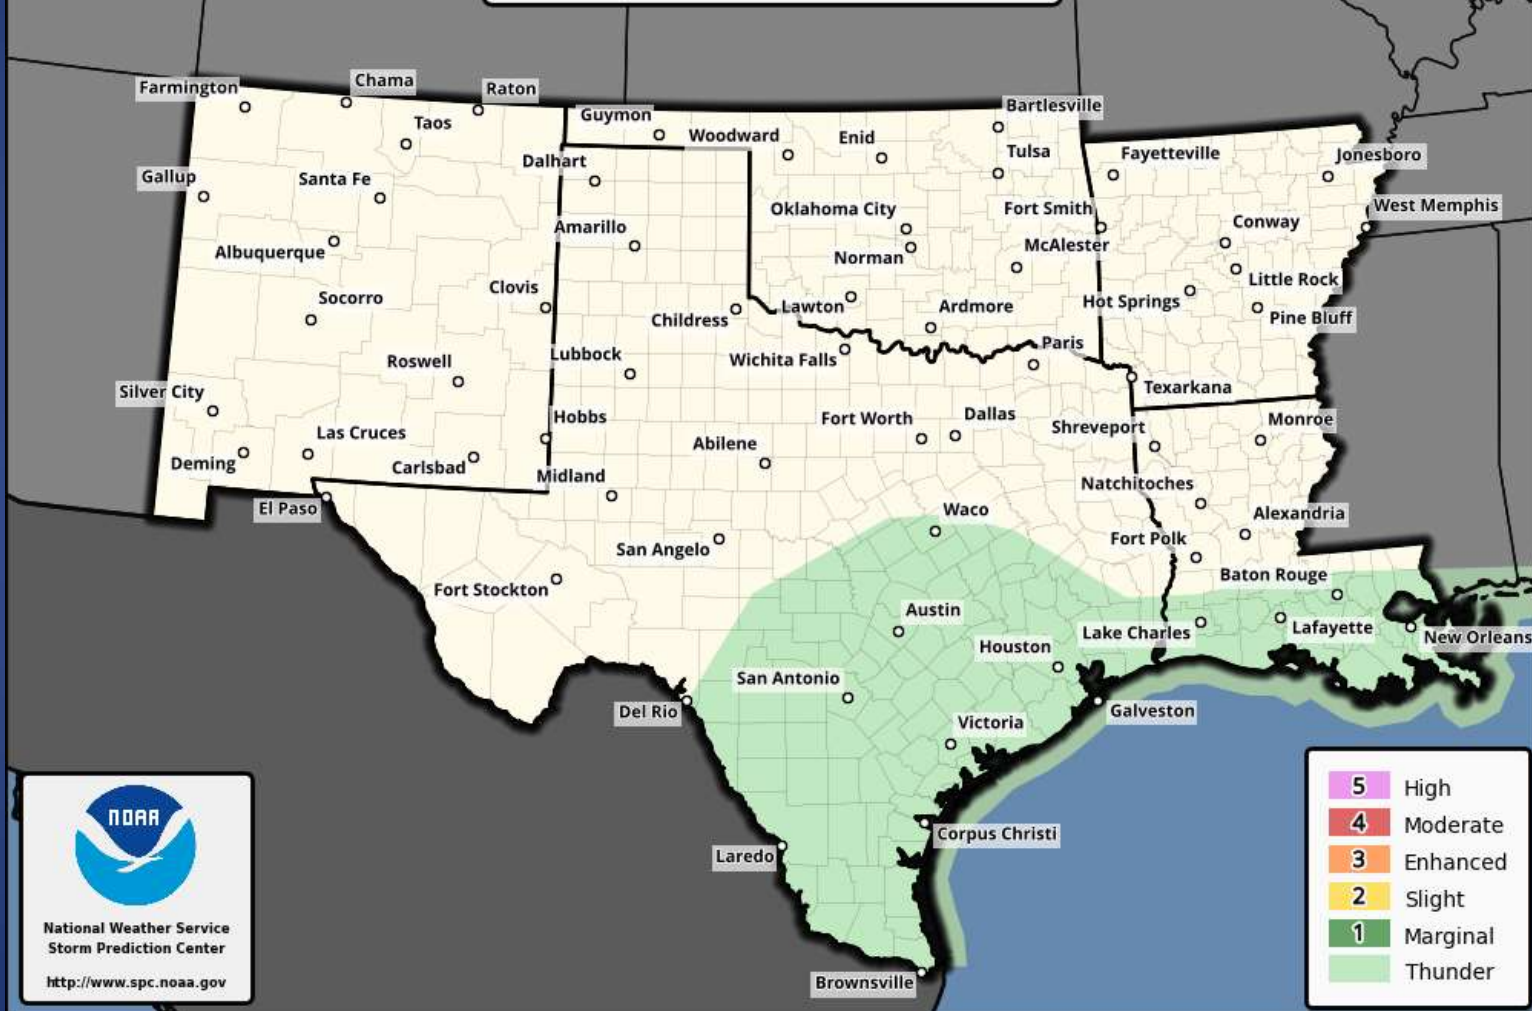 Farmington
Chama
Raton
Taos
Guymon
Woodward
Enid
Bartlesville
Tulsa
Gallup
Santa Fe
Dalhart
Fayetteville
Jonesboro
Albuquerque
Amarillo
Oklahoma City
Norman
Fort Smith
McAlester
Conway
West Memphis
Socorro
Clovis
Childress
Lawton
Ardmore
Hot Springs
Little Rock
Pine Bluff
Roswell
Lubbock
Wichita Falls
Paris
Texarkana
Silver City
Las Cruces
Hobbs
Abilene
Fort Worth
Dallas
Shreveport
Monroe
Deming
Carlsbad
Midland
Natchitoches
El Paso
San Angelo
Waco
Fort Polk
Alexandria
Fort Stockton
Austin
Baton Rouge
Houston
Lake Charles
Lafayette
New Orleans
San Antonio
Del Rio
Victoria
Galveston
Laredo
Corpus Christi
Brownsville
NOAA
National Weather Service
Storm Prediction Center
http://www.spc.noaa.gov
5 High
4 Moderate
3 Enhanced
2 Slight
1 Marginal
Thunder